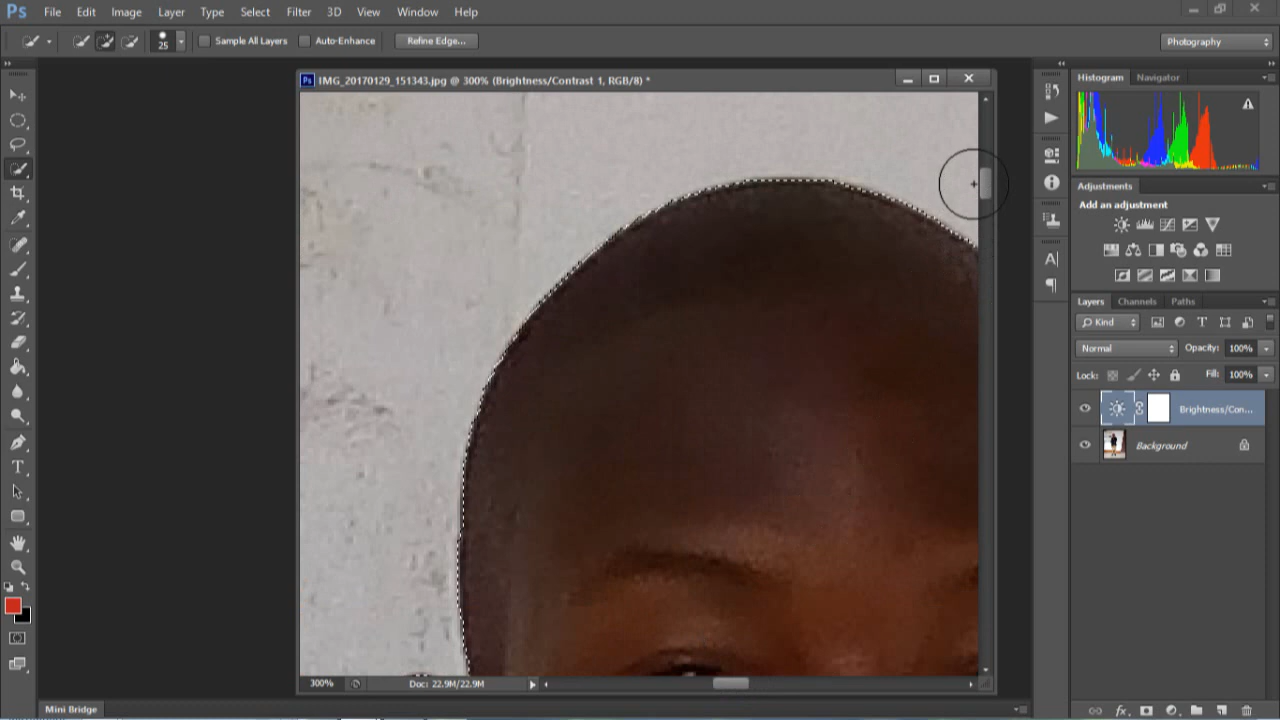 Ps File Edit Image Layer Type Select Filter 3D View Window Help
25 Sample All Layers Auto-Enhance Refine Edge... Photography
IMG_20170129_151343.jpg @ 300% (Brightness/Contrast 1, RGB/8) *
Histogram Navigator
Adjustments
Add an adjustment
Layers Channels Paths
Kind
Normal Opacity: 100%
Lock: Fill: 100%
Brightness/Con...
Background
300% Doc: 22.9M/22.9M
Mini Bridge